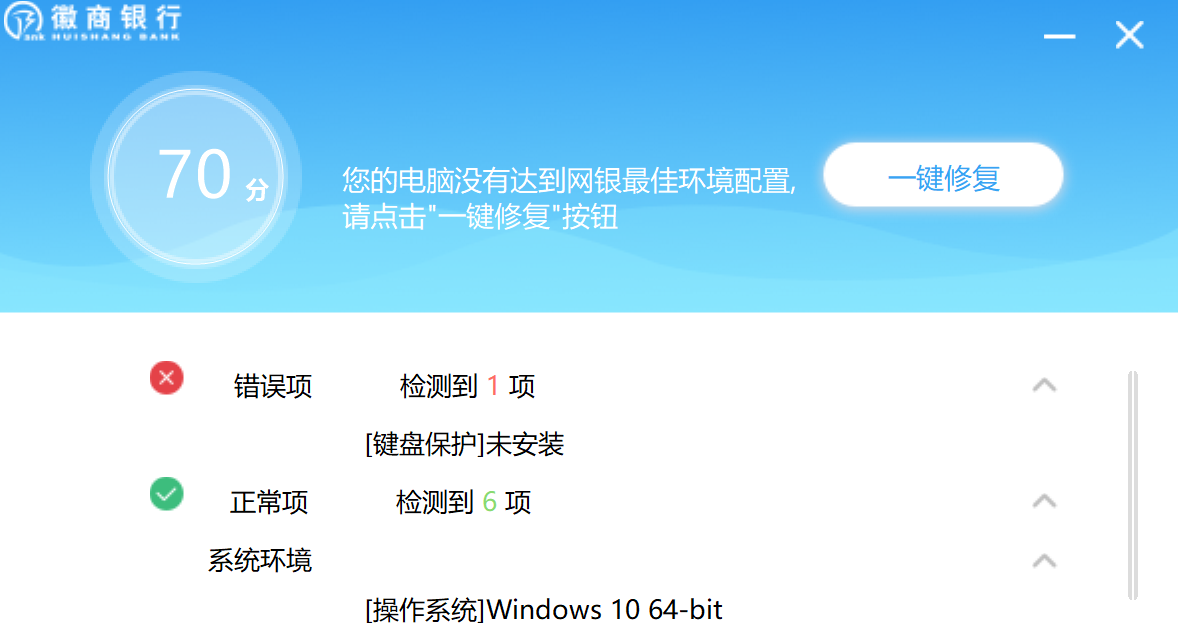 徽商银行
HUISHANG BANK
70分
您的电脑没有达到网银最佳环境配置,
请点击"一键修复"按钮
一键修复
错误项 检测到 1 项
[键盘保护]未安装
正常项 检测到 6 项
系统环境
[操作系统]Windows 10 64-bit